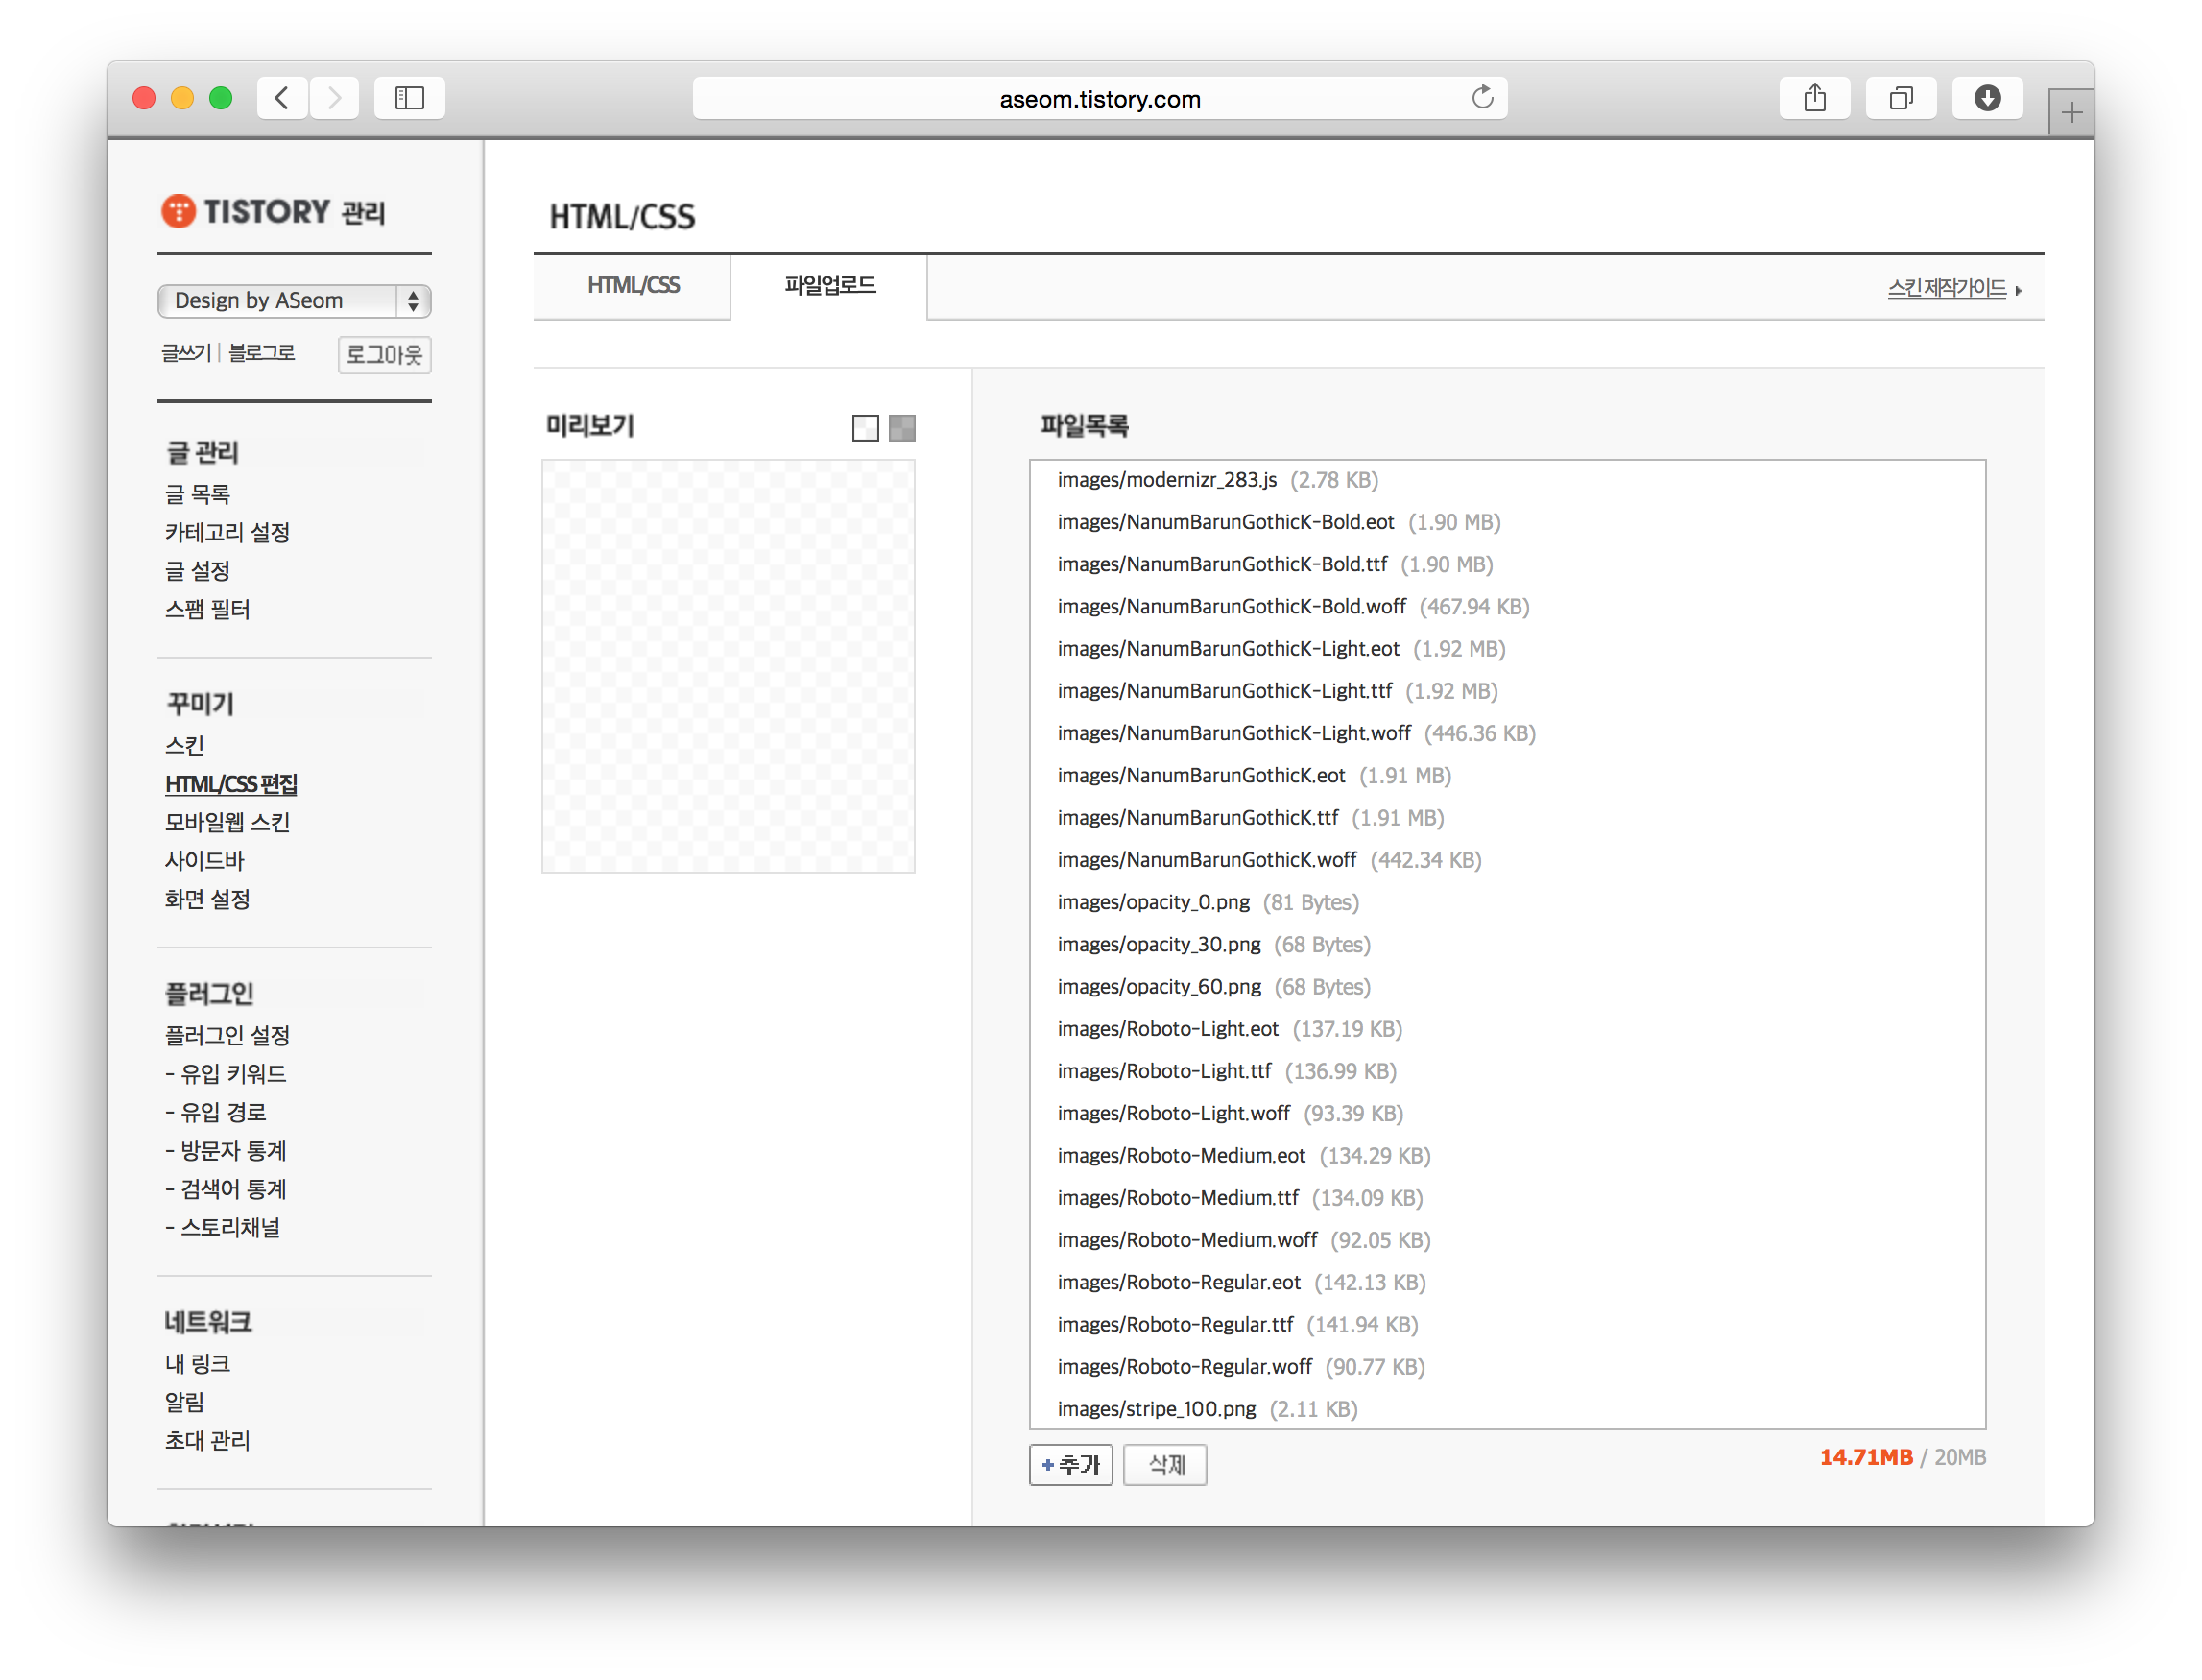 aseom.tistory.com
TISTORY 관리
Design by ASeom
글쓰기 | 블로그로
로그아웃
글 관리
글 목록
카테고리 설정
글 설정
스팸 필터
꾸미기
스킨
HTML/CSS 편집
모바일웹 스킨
사이드바
화면 설정
플러그인
플러그인 설정
- 유입 키워드
- 유입 경로
- 방문자 통계
- 검색어 통계
- 스토리채널
네트워크
내 링크
알림
초대 관리
HTML/CSS
HTML/CSS
파일업로드
스킨 제작가이드
미리보기
파일목록
images/modernizr_283.js (2.78 KB)
images/NanumBarunGothicK-Bold.eot (1.90 MB)
images/NanumBarunGothicK-Bold.ttf (1.90 MB)
images/NanumBarunGothicK-Bold.woff (467.94 KB)
images/NanumBarunGothicK-Light.eot (1.92 MB)
images/NanumBarunGothicK-Light.ttf (1.92 MB)
images/NanumBarunGothicK-Light.woff (446.36 KB)
images/NanumBarunGothicK.eot (1.91 MB)
images/NanumBarunGothicK.ttf (1.91 MB)
images/NanumBarunGothicK.woff (442.34 KB)
images/opacity_0.png (81 Bytes)
images/opacity_30.png (68 Bytes)
images/opacity_60.png (68 Bytes)
images/Roboto-Light.eot (137.19 KB)
images/Roboto-Light.ttf (136.99 KB)
images/Roboto-Light.woff (93.39 KB)
images/Roboto-Medium.eot (134.29 KB)
images/Roboto-Medium.ttf (134.09 KB)
images/Roboto-Medium.woff (92.05 KB)
images/Roboto-Regular.eot (142.13 KB)
images/Roboto-Regular.ttf (141.94 KB)
images/Roboto-Regular.woff (90.77 KB)
images/stripe_100.png (2.11 KB)
+ 추가
삭제
14.71MB / 20MB